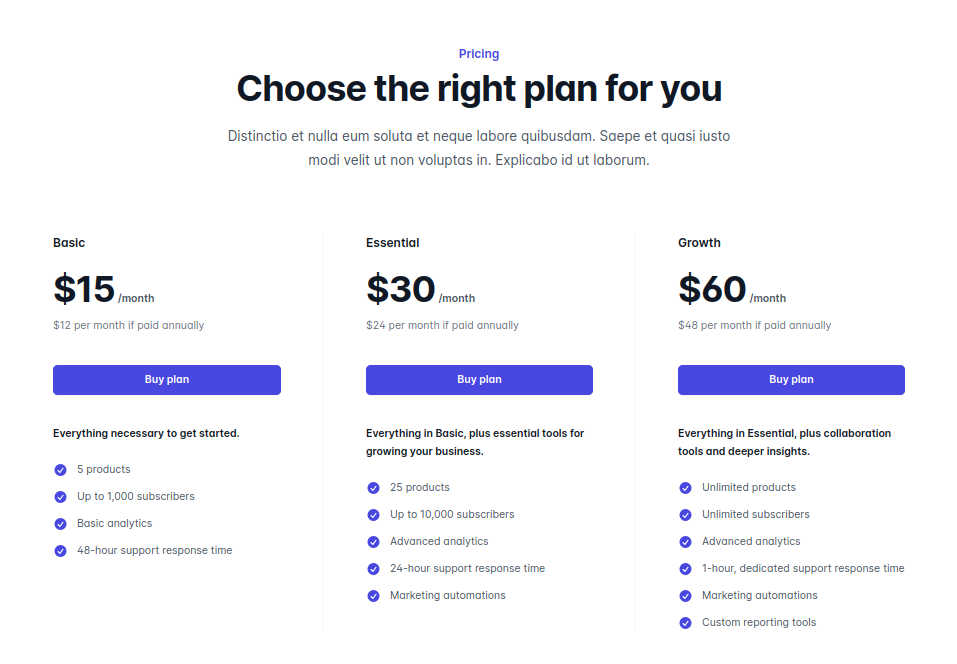 Pricing
Choose the right plan for you
Distinctio et nulla eum soluta et neque labore quibusdam. Saepe et quasi iusto
modi velit ut non voluptas in. Explicabo id ut laborum.
Basic
$15 /month
$12 per month if paid annually
Buy plan
Everything necessary to get started.
5 products
Up to 1,000 subscribers
Basic analytics
48-hour support response time
Essential
$30 /month
$24 per month if paid annually
Buy plan
Everything in Basic, plus essential tools for
growing your business.
25 products
Up to 10,000 subscribers
Advanced analytics
24-hour support response time
Marketing automations
Growth
$60 /month
$48 per month if paid annually
Buy plan
Everything in Essential, plus collaboration
tools and deeper insights.
Unlimited products
Unlimited subscribers
Advanced analytics
1-hour, dedicated support response time
Marketing automations
Custom reporting tools